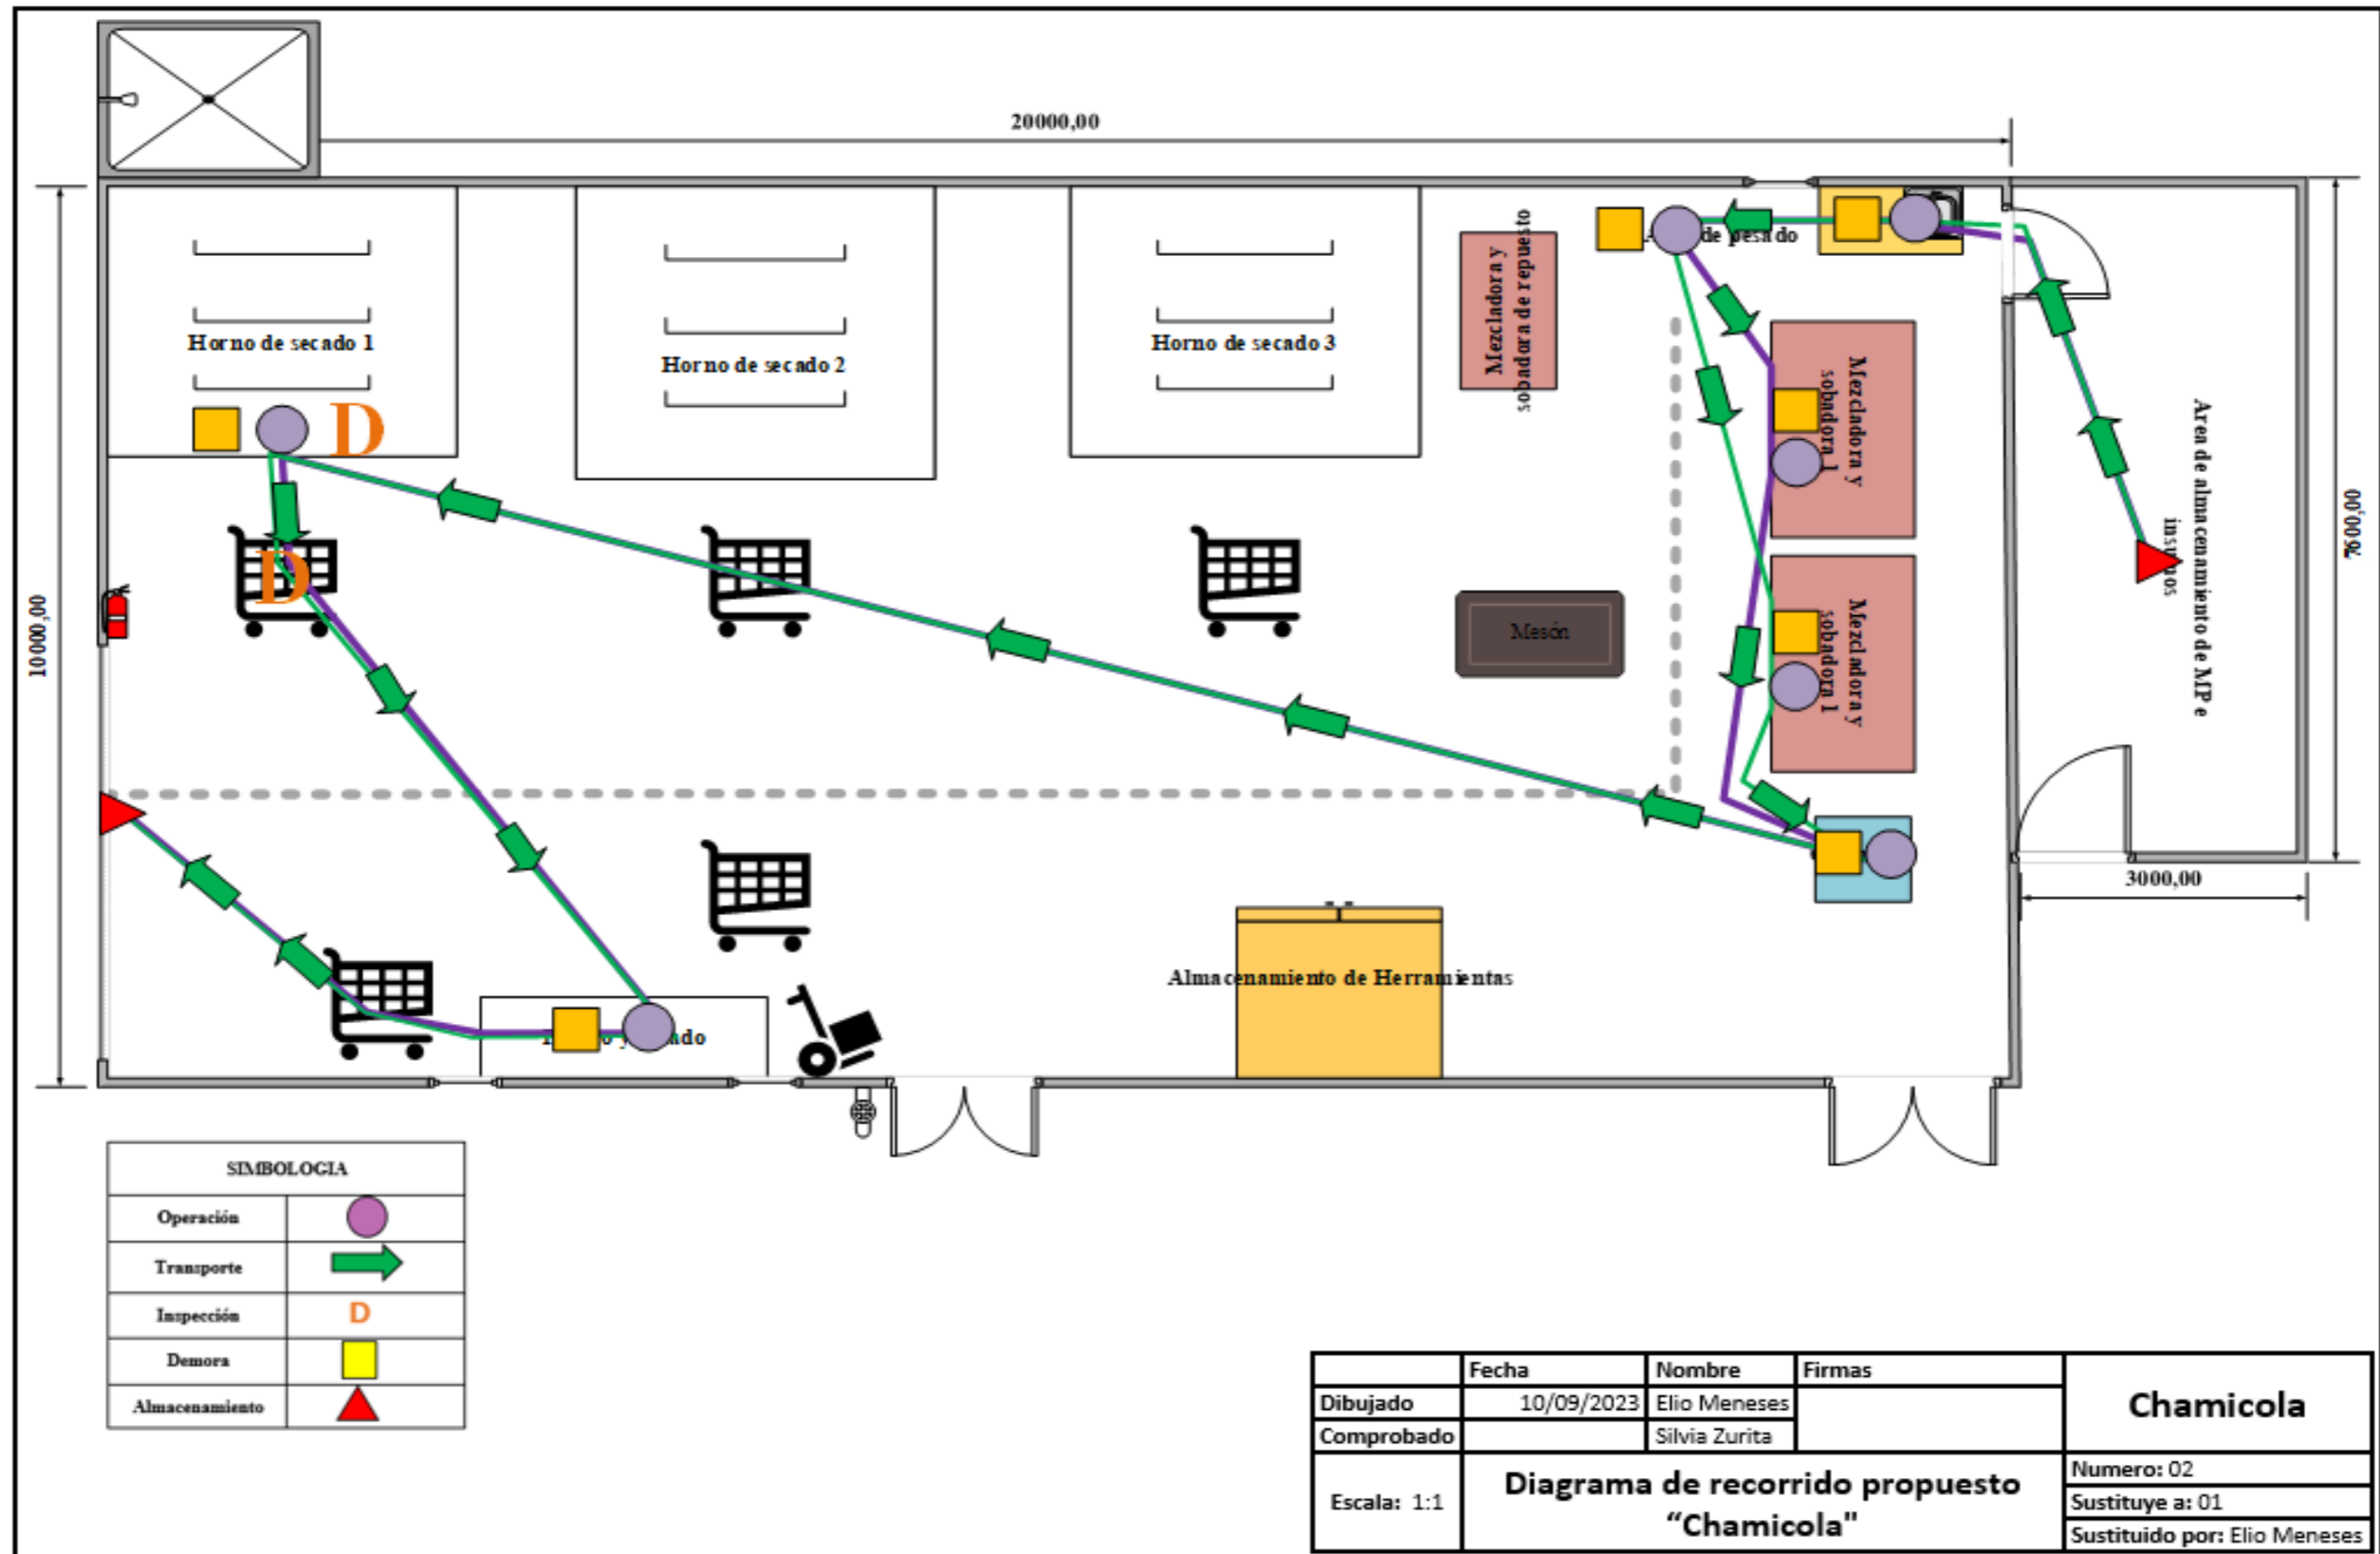 20000,00
10000,00
7600,00
3000,00
Horno de secado 1
Horno de secado 2
Horno de secado 3
Mezcladora y
sobadora de repuesto
de pesado
Mezcladora y
sobadora 1
Mezcladora y
sobadora 1
Area de almacenamiento de MP e
insumos
Mesón
D
D
Almacenamiento de Herramientas
SIMBOLOGIA
Operación
Transporte
Inspección D
Demora
Almacenamiento
Fecha Nombre Firmas
Dibujado 10/09/2023 Elio Meneses
Comprobado Silvia Zurita
Chamicola
Escala: 1:1
Diagrama de recorrido propuesto
“Chamicola"
Numero: 02
Sustituye a: 01
Sustituido por: Elio Meneses